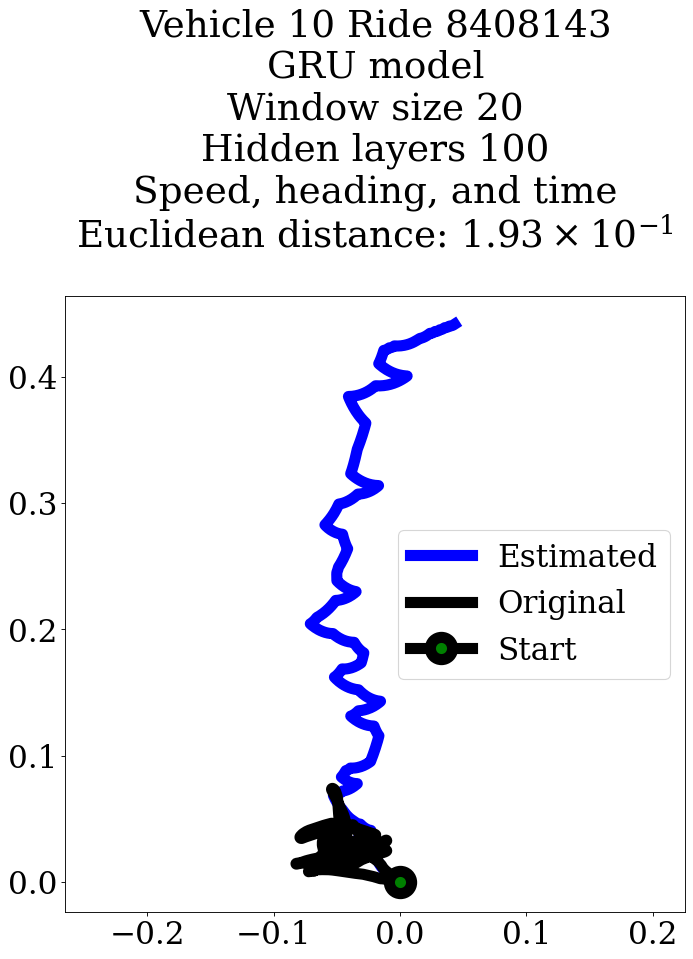 Vehicle 10 Ride 8408143
GRU model
Window size 20
Hidden layers 100
Speed, heading, and time
Euclidean distance: 1.93 × 10⁻¹
0.4
0.3
Estimated
Original
Start
0.2
0.1
0.0
−0.2 −0.1 0.0 0.1 0.2